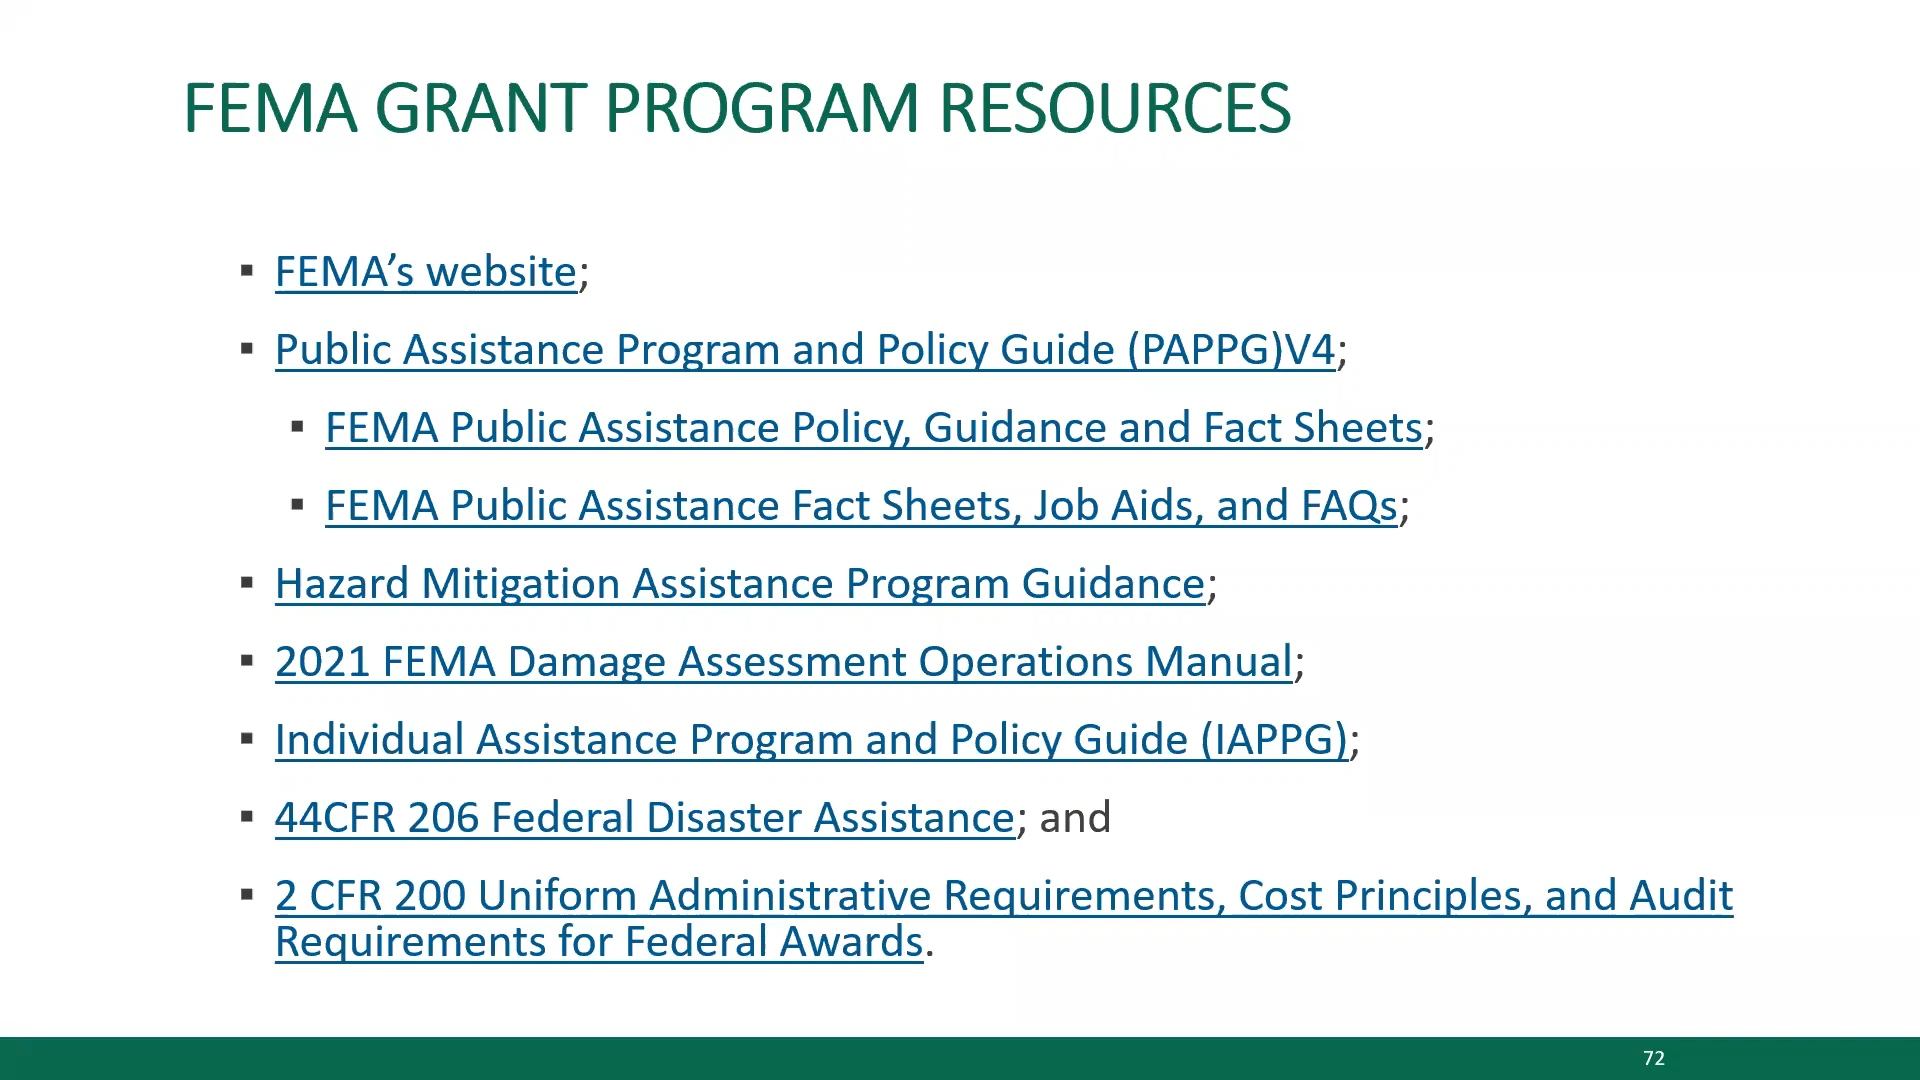 FEMA GRANT PROGRAM RESOURCES
▪ FEMA’s website;
▪ Public Assistance Program and Policy Guide (PAPPG)V4;
▪ FEMA Public Assistance Policy, Guidance and Fact Sheets;
▪ FEMA Public Assistance Fact Sheets, Job Aids, and FAQs;
▪ Hazard Mitigation Assistance Program Guidance;
▪ 2021 FEMA Damage Assessment Operations Manual;
▪ Individual Assistance Program and Policy Guide (IAPPG);
▪ 44CFR 206 Federal Disaster Assistance; and
▪ 2 CFR 200 Uniform Administrative Requirements, Cost Principles, and Audit
Requirements for Federal Awards.
72